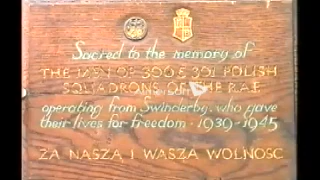 Sacred to the memory of
THE MEN OF 300 & 301 POLISH
SQUADRONS OF THE R.A.F.
operating from Swinderby, who gave
their lives for freedom · 1939-1945
ZA NASZĄ I WASZĄ WOLNOŚĆ